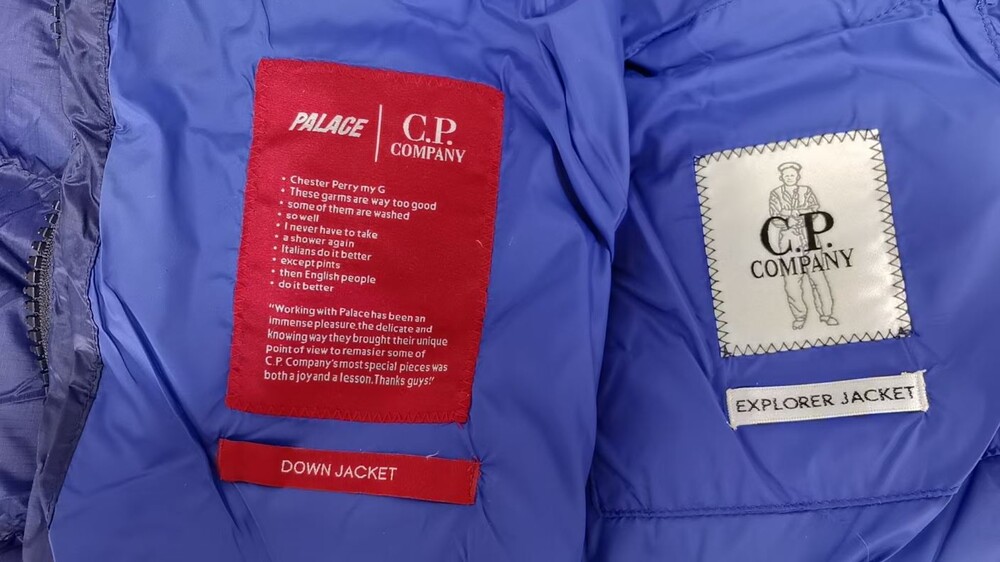 PALACE
C.P.
COMPANY
• Chester Perry my G
• These garms are way too good
• some of them are washed
• so well
• I never have to take
• a shower again
• Italians do it better
• except pints
• then English people
• do it better
"Working with Palace has been an
immense pleasure, the delicate and
knowing way they brought their unique
point of view to remasier some of
C.P. Company's most special pieces was
both a joy and a lesson. Thanks guys!"
DOWN JACKET
C.P.
COMPANY
EXPLORER JACKET